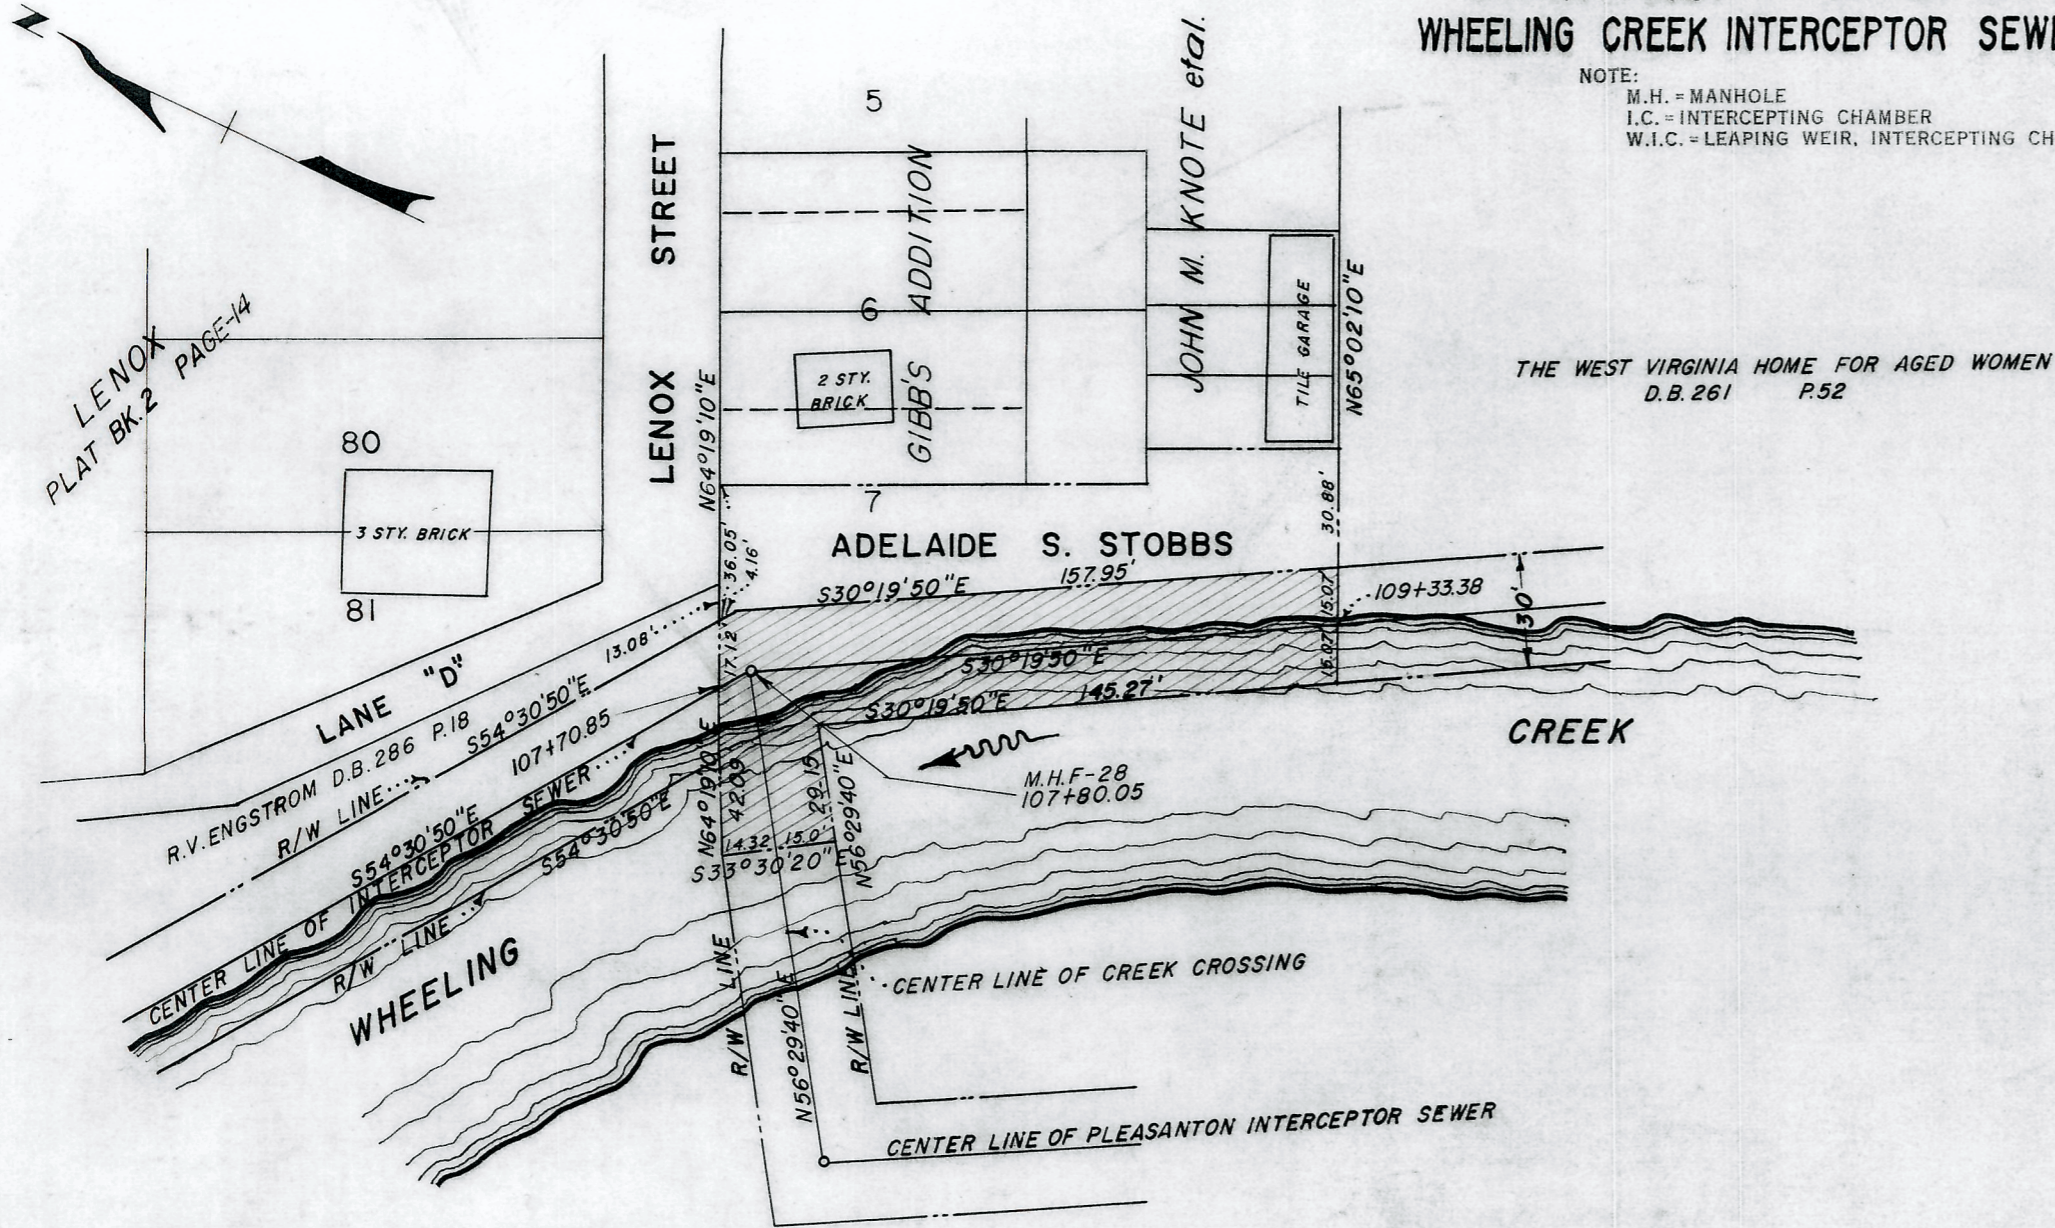 N
WHEELING CREEK INTERCEPTOR
NOTE:
M.H. = MANHOLE
I.C. = INTERCEPTING CHAMBER
W.I.C. = LEAPING WEIR, INTERCEPTING
LENOX
PLAT BK. 2 PAGE-14
80
3 STY. BRICK
81
LENOX STREET
5
6
7
GIBB'S ADDITION
2 STY.
BRICK
JOHN M. KNOTE etal.
TILE GARAGE
N65°02'10"E
N64°19'10"E
THE WEST VIRGINIA HOME FOR AGED WOMEN
D.B. 261 P.52
ADELAIDE S. STOBBS
36.05'
4.16'
30.88'
S30°19'50"E 157.95'
15.07
15.07
109+33.38
30'
17.12
13.08'
LANE "D"
R.V. ENGSTROM D.B. 286 P.18
S54°30'50"E
107+70.85
R/W LINE
S54°30'50"E
CENTER LINE OF INTERCEPTOR SEWER
S54°30'50"E
R/W LINE
S30°19'50"E
S30°19'50"E 145.27'
WHEELING
CREEK
M.H.F-28
107+80.05
N64°19'10"E
42.09
29.15
N56°29'40"E
14.32 15.0'
S33°30'20"E
R/W LINE
N56°29'40"E
R/W LINE
CENTER LINE OF CREEK CROSSING
CENTER LINE OF PLEASANTON INTERCEPTOR SEWER